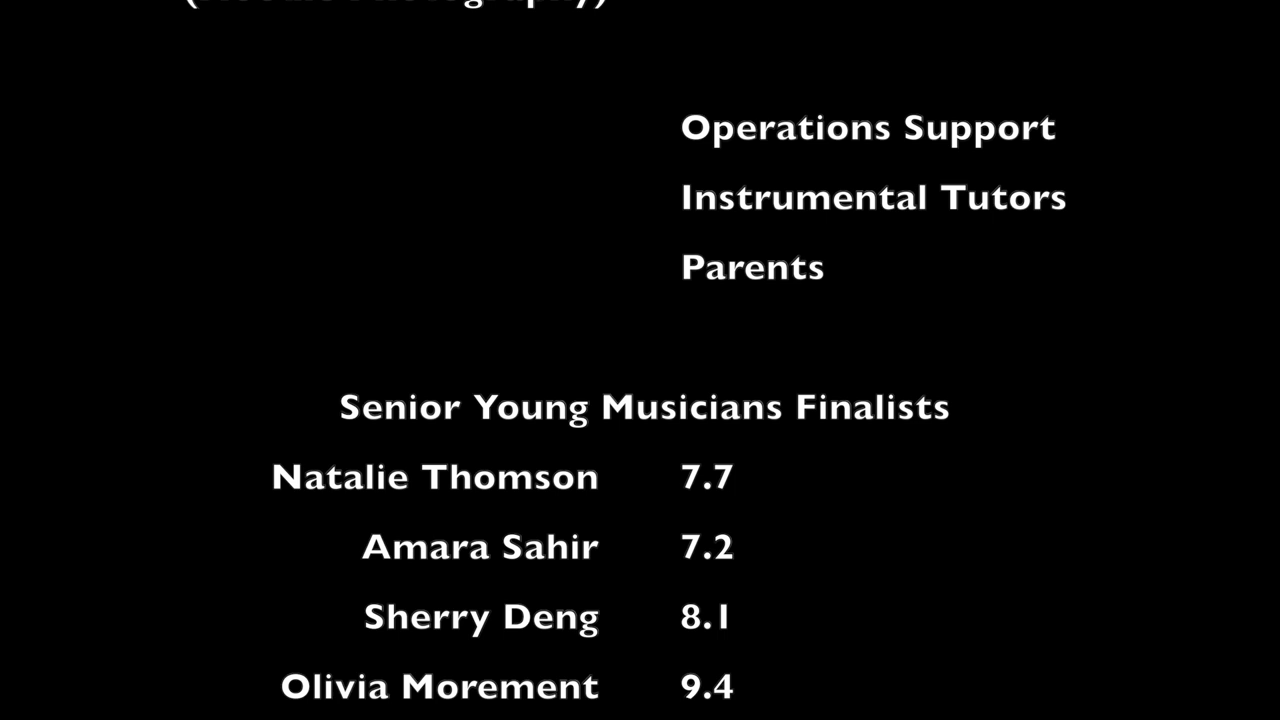 Operations Support
Instrumental Tutors
Parents
Senior Young Musicians Finalists
Natalie Thomson 7.7
Amara Sahir 7.2
Sherry Deng 8.1
Olivia Morement 9.4